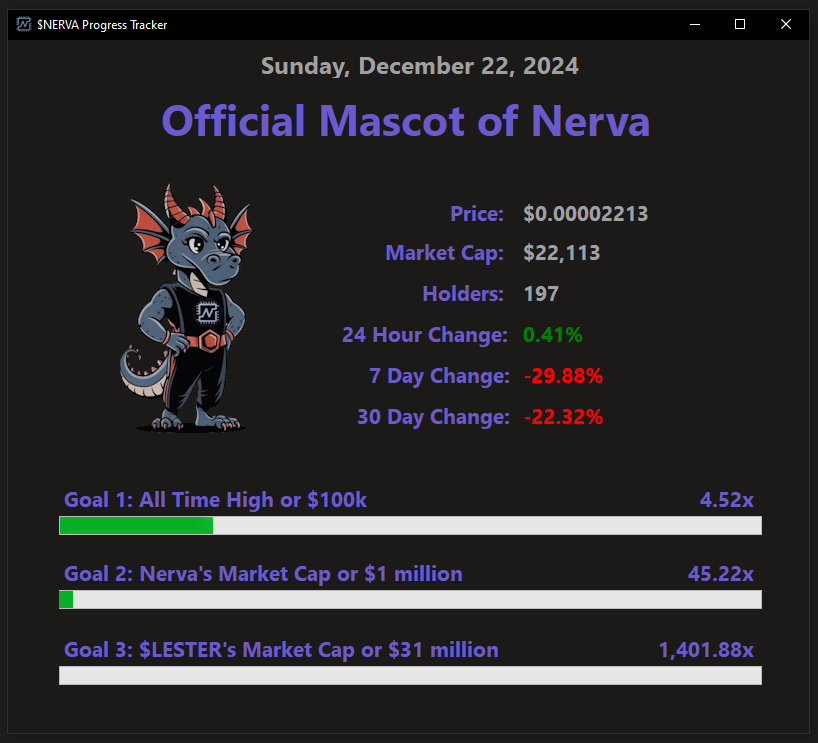 $NERVA Progress Tracker
Sunday, December 22, 2024
Official Mascot of Nerva
Price: $0.00002213
Market Cap: $22,113
Holders: 197
24 Hour Change: 0.41%
7 Day Change: -29.88%
30 Day Change: -22.32%
Goal 1: All Time High or $100k 4.52x
Goal 2: Nerva's Market Cap or $1 million 45.22x
Goal 3: $LESTER's Market Cap or $31 million 1,401.88x